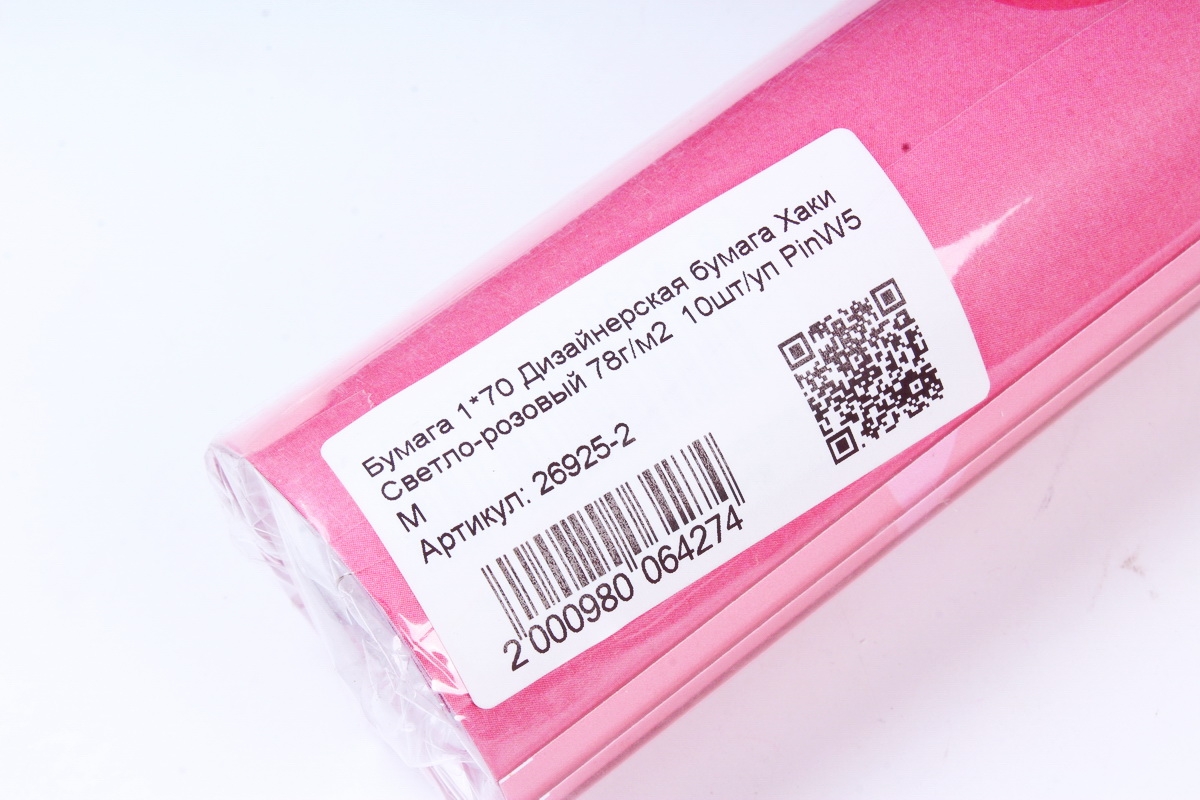 Бумага 1*70 Дизайнерская бумага Хаки
Светло-розовый 78г/м2 10шт/уп PinW5
М
Артикул: 26925-2
2 000980 064274